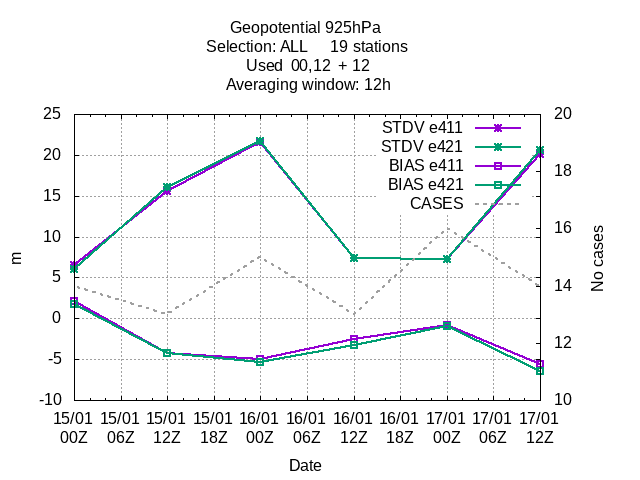 Geopotential 925hPa
Selection: ALL 19 stations
Used 00,12 + 12
Averaging window: 12h
25 20
STDV e411
STDV e421
BIAS e411
BIAS e421
CASES
20
18
15
16
10
5
14
0
12
-5
-10 10
m
No cases
15/01 15/01 15/01 15/01 16/01 16/01 16/01 16/01 17/01 17/01 17/01
00Z 06Z 12Z 18Z 00Z 06Z 12Z 18Z 00Z 06Z 12Z
Date